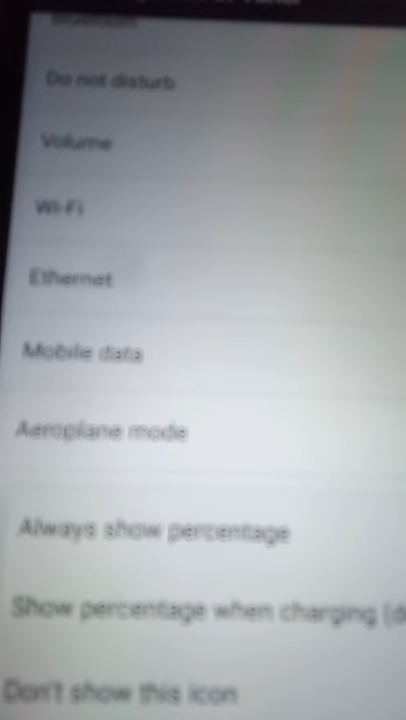 Bluetooth
Do not disturb
Volume
Wi-Fi
Ethernet
Mobile data
Aeroplane mode
Always show percentage
Show percentage when charging
Don't show this icon